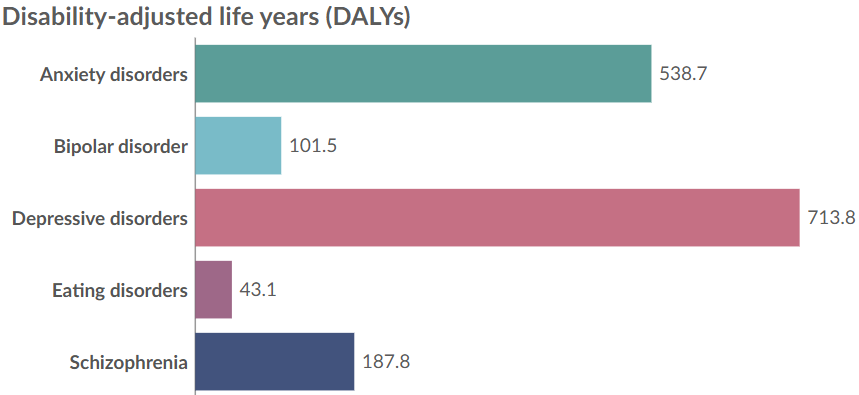 Disability-adjusted life years (DALYs)
Anxiety disorders 538.7
Bipolar disorder 101.5
Depressive disorders 713.8
Eating disorders 43.1
Schizophrenia 187.8